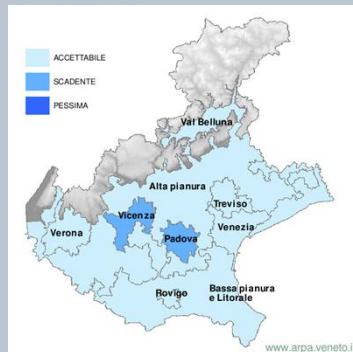 ACCETTABILE
SCADENTE
PESSIMA
Val Belluna
Alta pianura
Vicenza
Treviso
Verona
Padova
Venezia
Rovigo
Bassa pianura
e Litorale
www.arpa.veneto.i